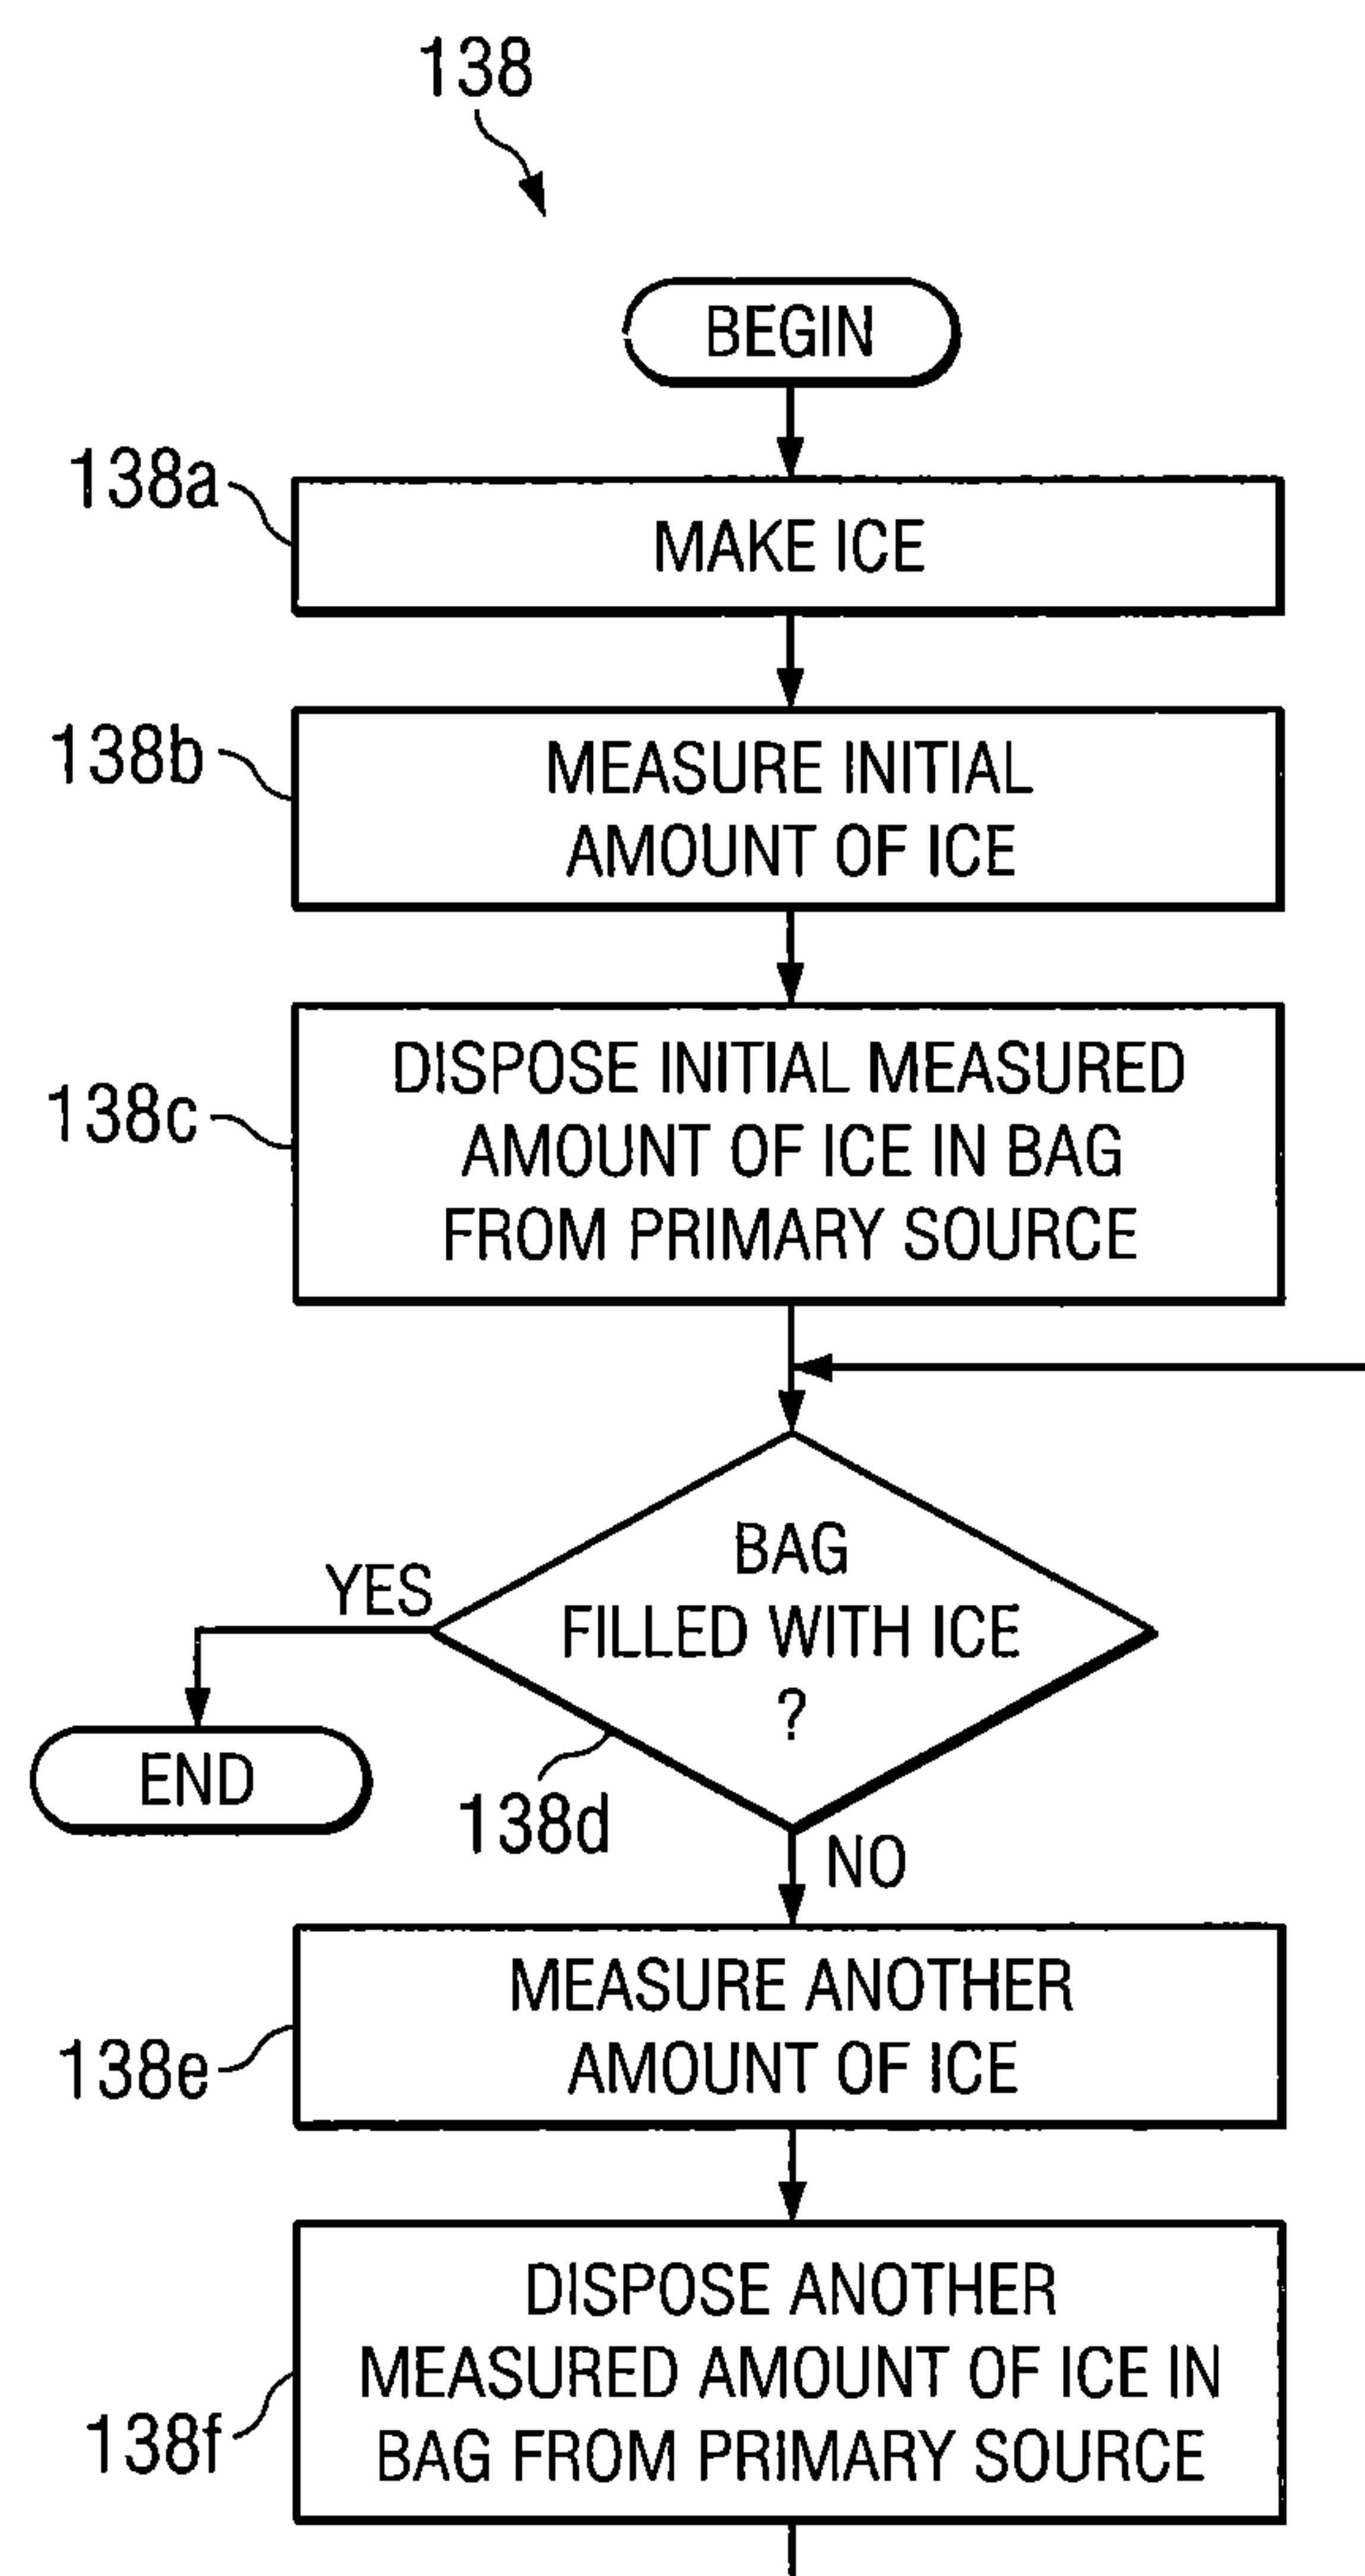 138
BEGIN
138a
MAKE ICE
138b
MEASURE INITIAL
AMOUNT OF ICE
138c
DISPOSE INITIAL MEASURED
AMOUNT OF ICE IN BAG
FROM PRIMARY SOURCE
BAG
FILLED WITH ICE
?
YES
END
138d
NO
138e
MEASURE ANOTHER
AMOUNT OF ICE
138f
DISPOSE ANOTHER
MEASURED AMOUNT OF ICE IN
BAG FROM PRIMARY SOURCE